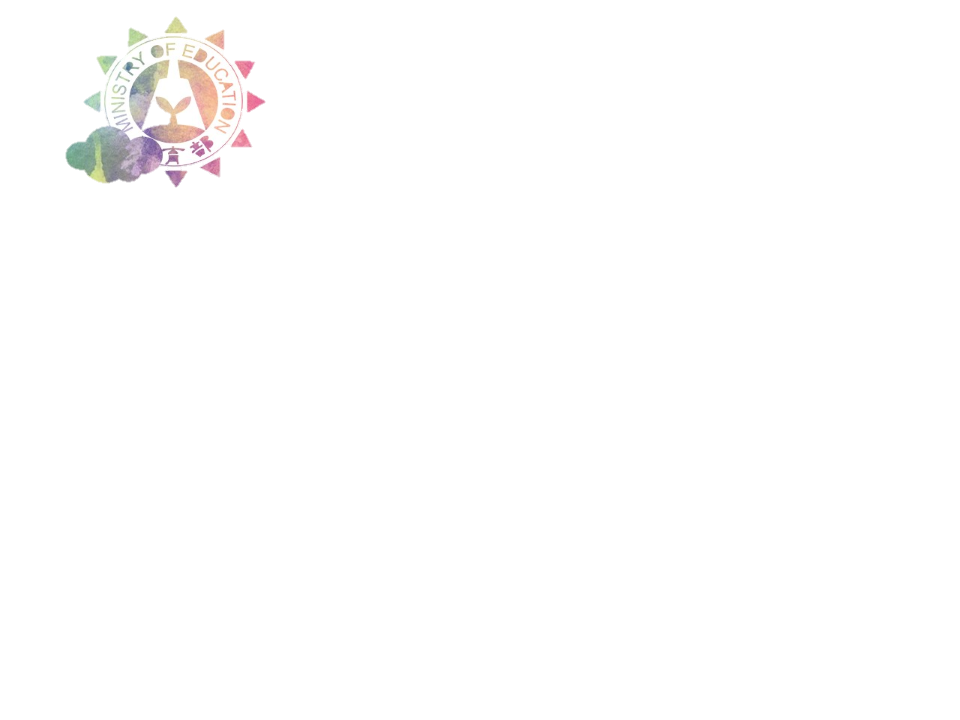 MINISTRY OF EDUCATION
育部